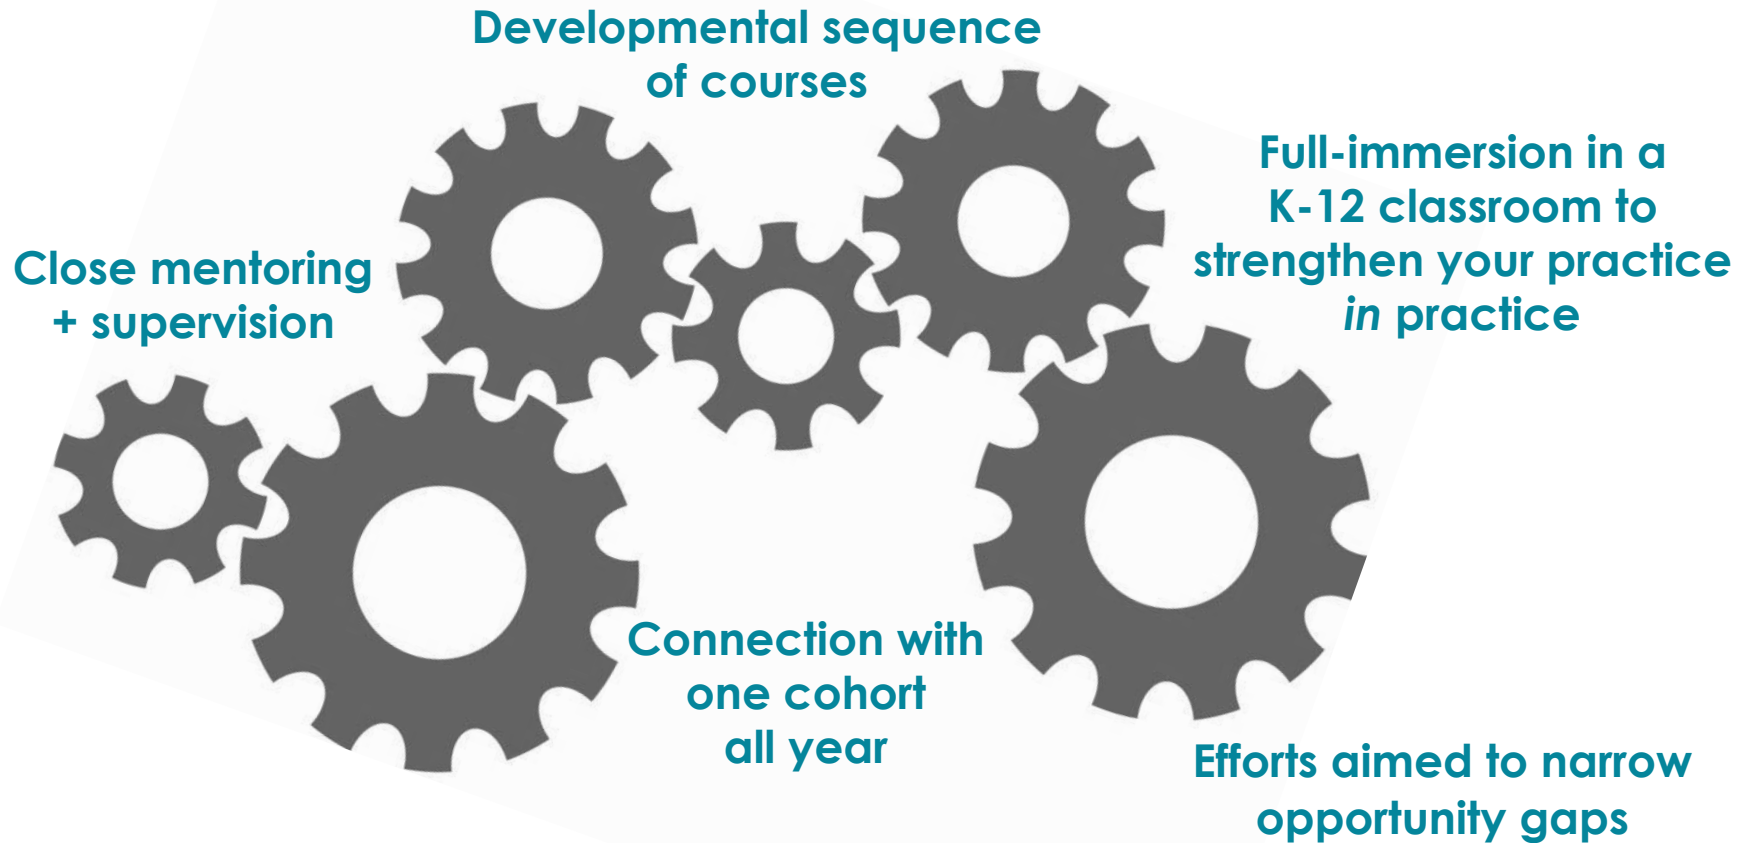 Developmental sequence
of courses
Full-immersion in a
K-12 classroom to
strengthen your practice
in practice
Close mentoring
+ supervision
Connection with
one cohort
all year
Efforts aimed to narrow
opportunity gaps